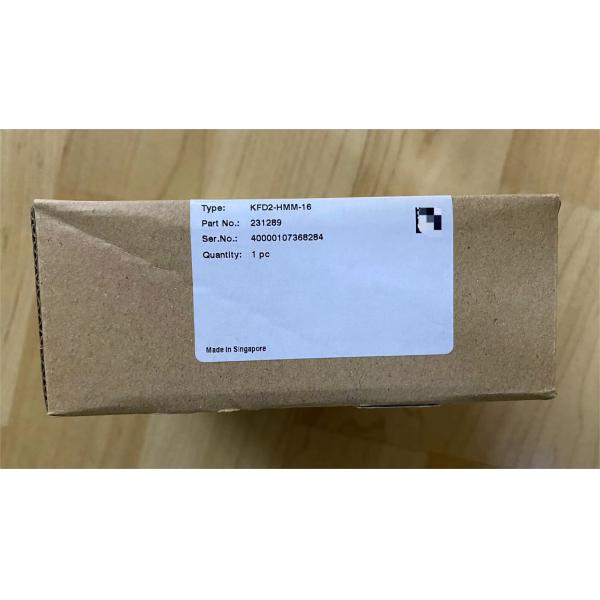 Type: KFD2-HMM-16
Part No.: 231289
Ser.No.: 40000107368284
Quantity: 1 pc
Made in Singapore